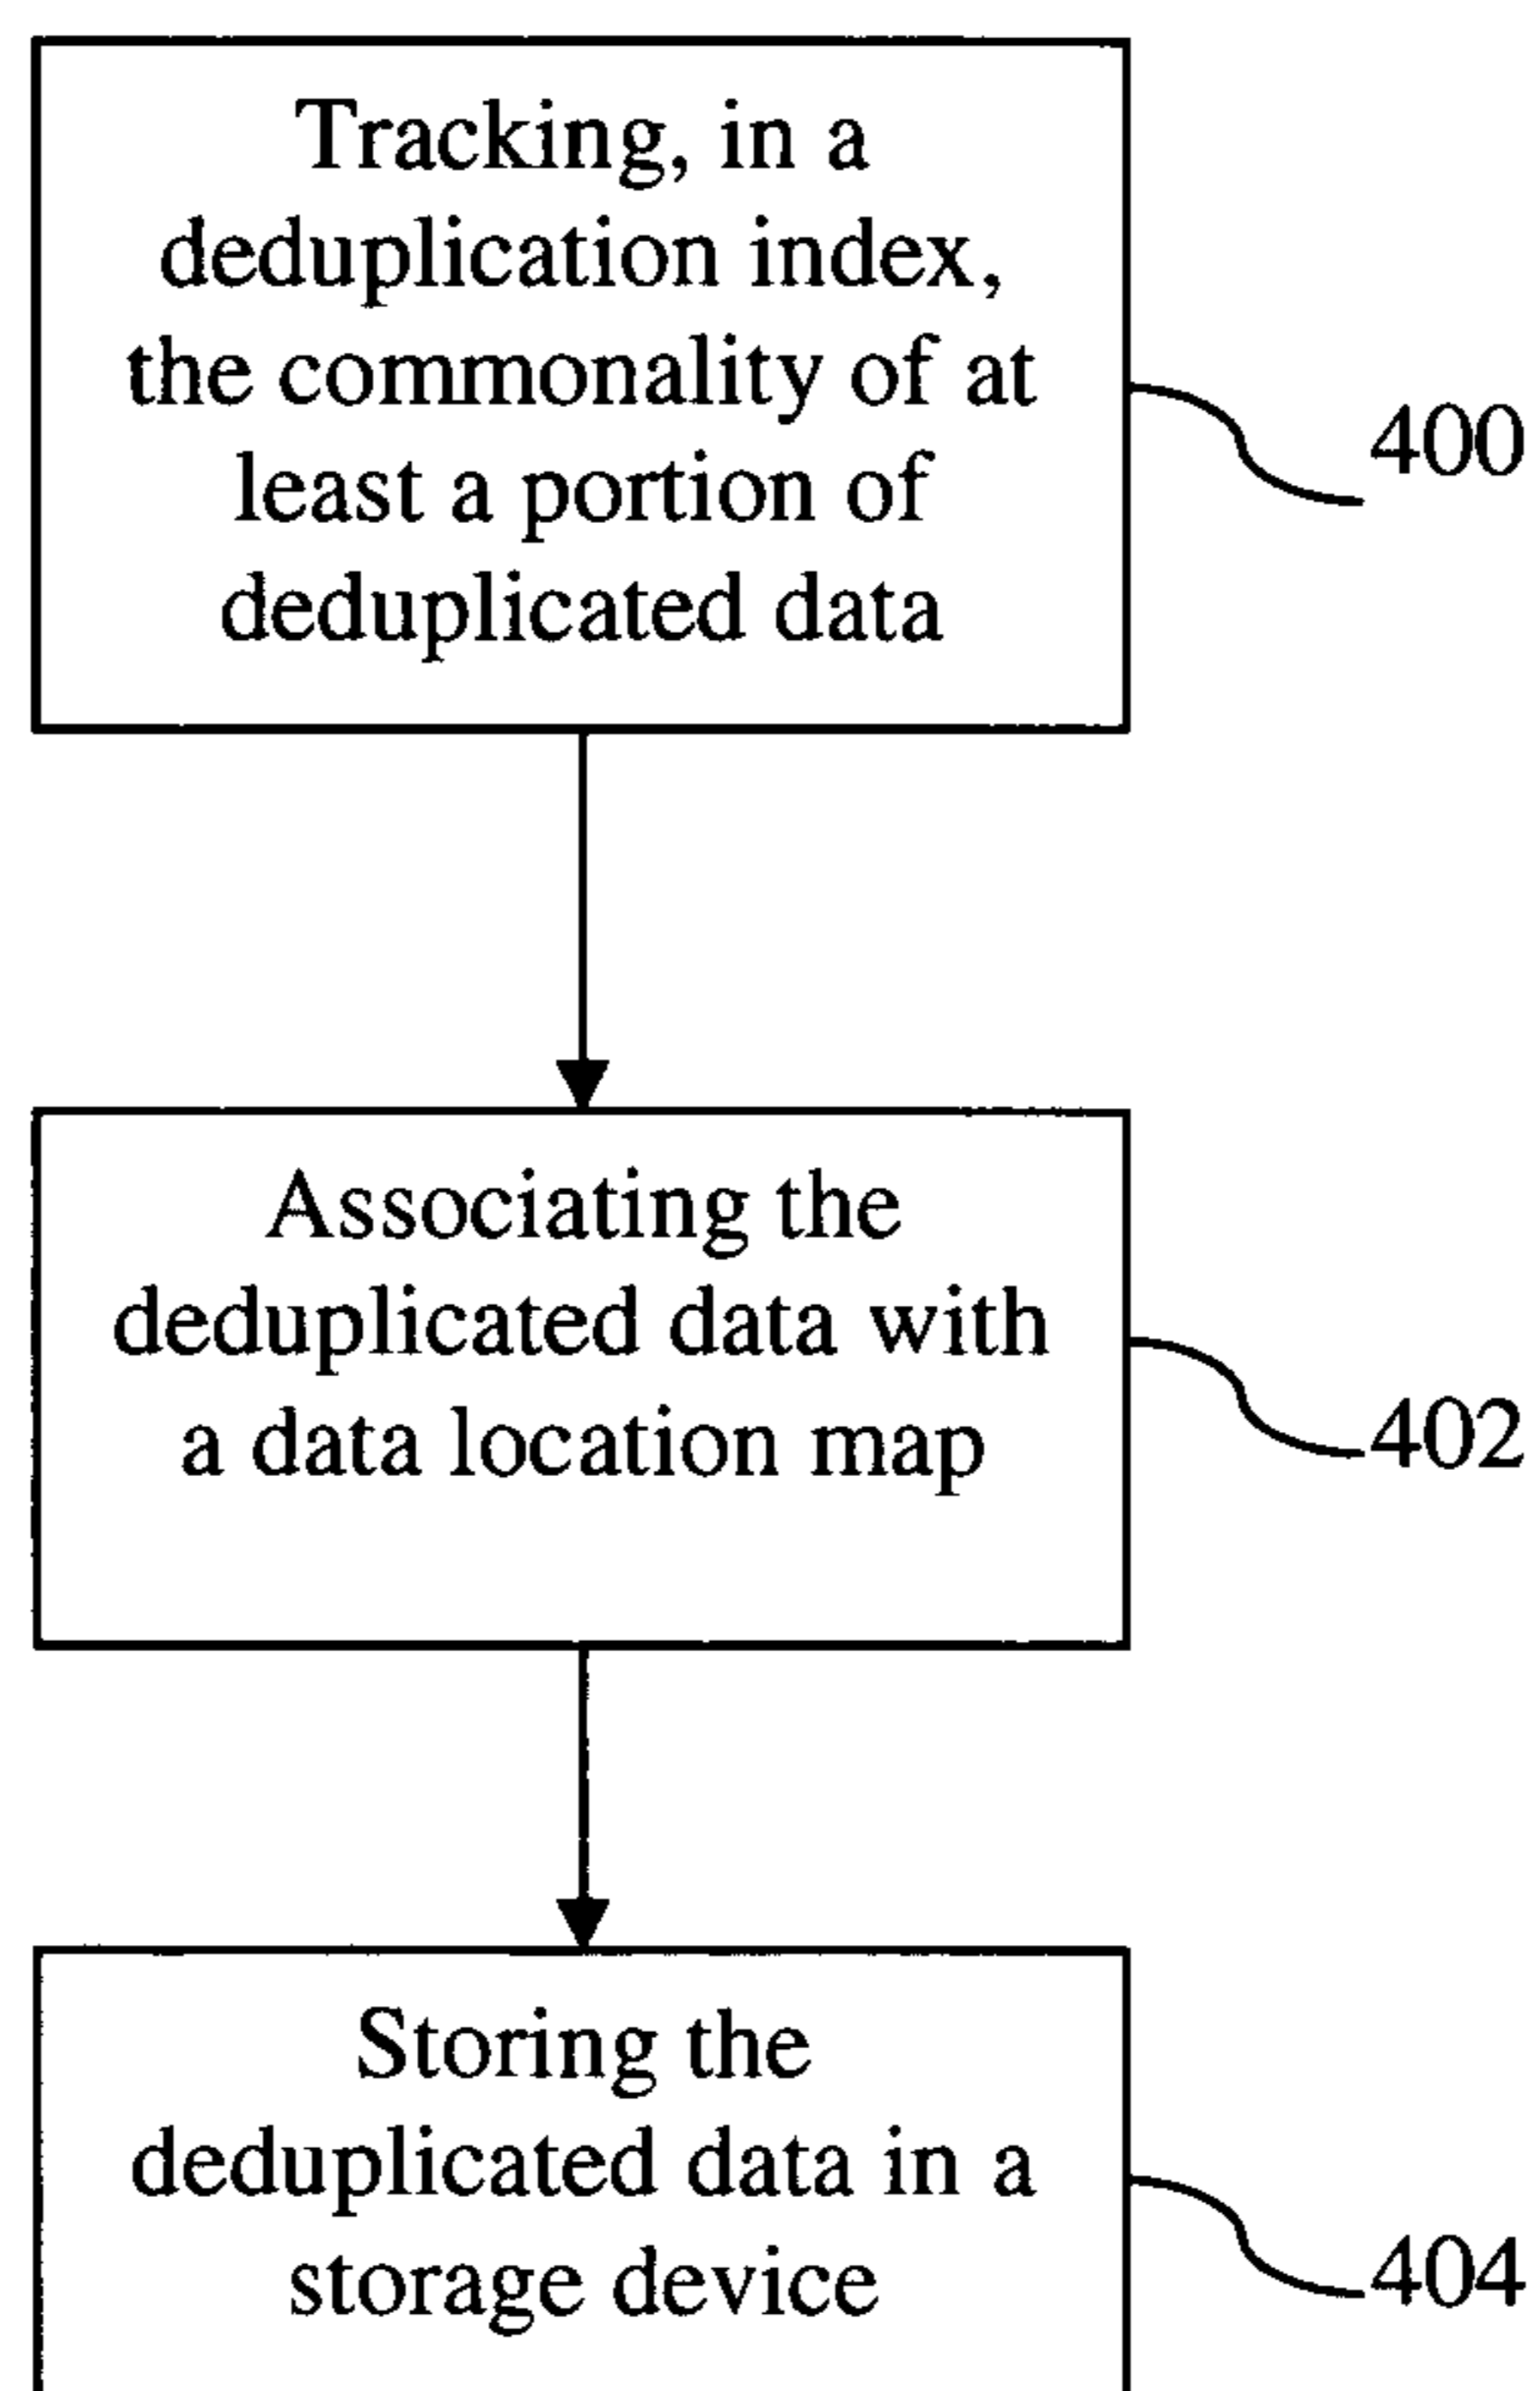 Tracking, in a
deduplication index,
the commonality of at
least a portion of
deduplicated data
400
Associating the
deduplicated data with
a data location map
402
Storing the
deduplicated data in a
storage device
404